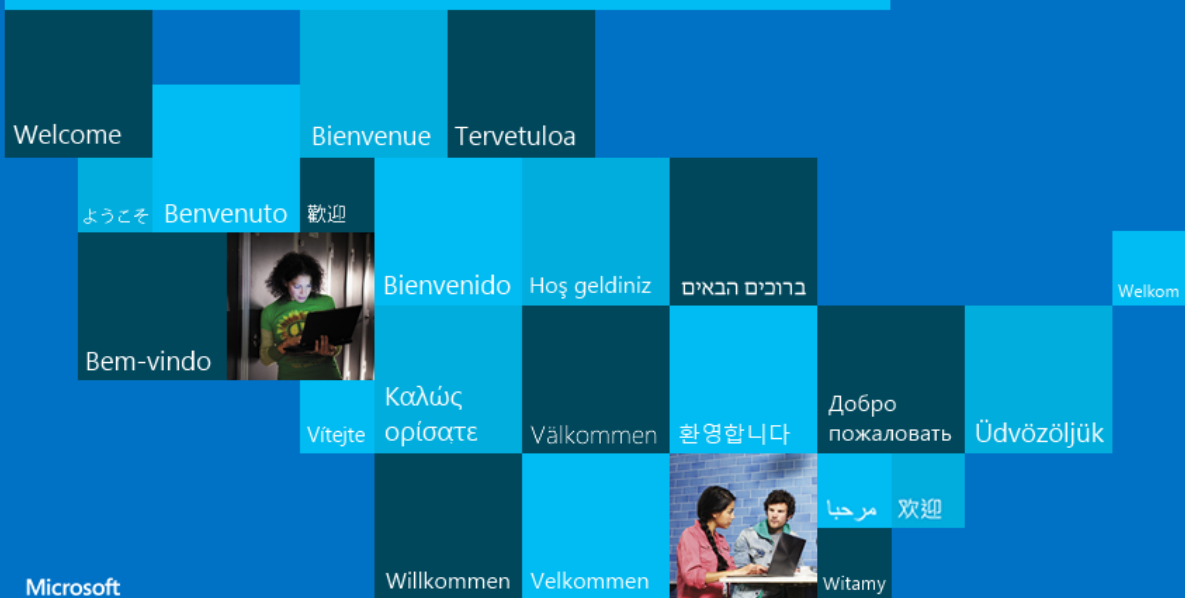 Welcome
Bienvenue
Tervetuloa
ようこそ
Benvenuto
歡迎
Bienvenido
Hoş geldiniz
ברוכים הבאים
Welkom
Bem-vindo
Vítejte
Καλώς
ορίσατε
Välkommen
환영합니다
Добро
пожаловать
Üdvözöljük
مرحبا
欢迎
Willkommen
Velkommen
Witamy
Microsoft